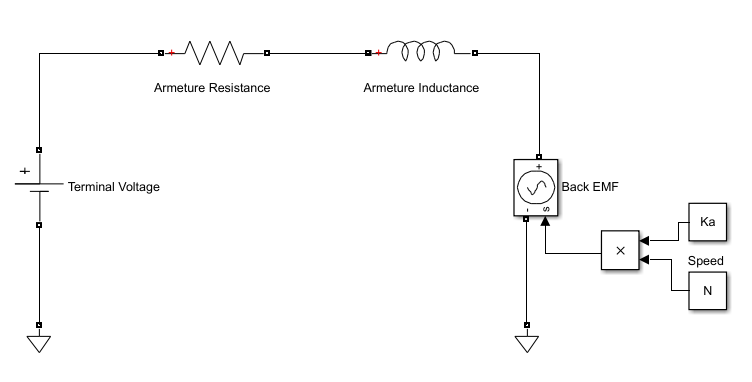 Armeture Resistance
Armeture Inductance
+
Terminal Voltage
+
-
s
Back EMF
×
Ka
Speed
N